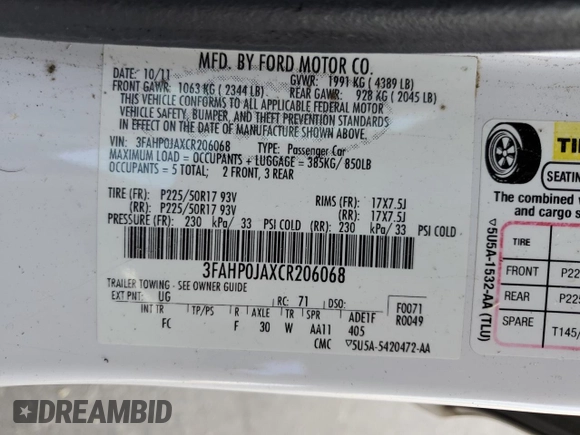 MFD. BY FORD MOTOR CO.
DATE: 10/11 GVWR: 1991 KG ( 4389 LB)
FRONT GAWR: 1063 KG ( 2344 LB) REAR GAWR: 928 KG ( 2045 LB)
THIS VEHICLE CONFORMS TO ALL APPLICABLE FEDERAL MOTOR
VEHICLE SAFETY, BUMPER, AND THEFT PREVENTION STANDARDS
IN EFFECT ON THE DATE OF MANUFACTURE SHOWN ABOVE.
VIN: 3FAHP0JAXCR206068 TYPE: Passenger Car
MAXIMUM LOAD = OCCUPANTS + LUGGAGE = 385KG/850LB
OCCUPANTS = 5 TOTAL; 2 FRONT, 3 REAR
TIRE (FR): P225/50R17 93V RIMS (FR): 17X7.5J
(RR): P225/50R17 93V (RR): 17X7.5J
PRESSURE (FR): 230 kPa/ 33 PSI COLD (RR): 230 kPa/ 33 PSI COLD
3FAHP0JAXCR206068
TRAILER TOWING - SEE OWNER GUIDE
EXT PNT: UG RC: 71 DSO: F0071
R0049
INT TR TP/PS R AXLE TR SPR ADE1F
FC F 30 W AA11 405
CMC ▽5U5A-5420472-AA
SEATING
The combined
and cargo s
TIRE
FRONT
REAR
SPARE T145/
▽5U5A-1532-AA (TLU)
DREAMBID